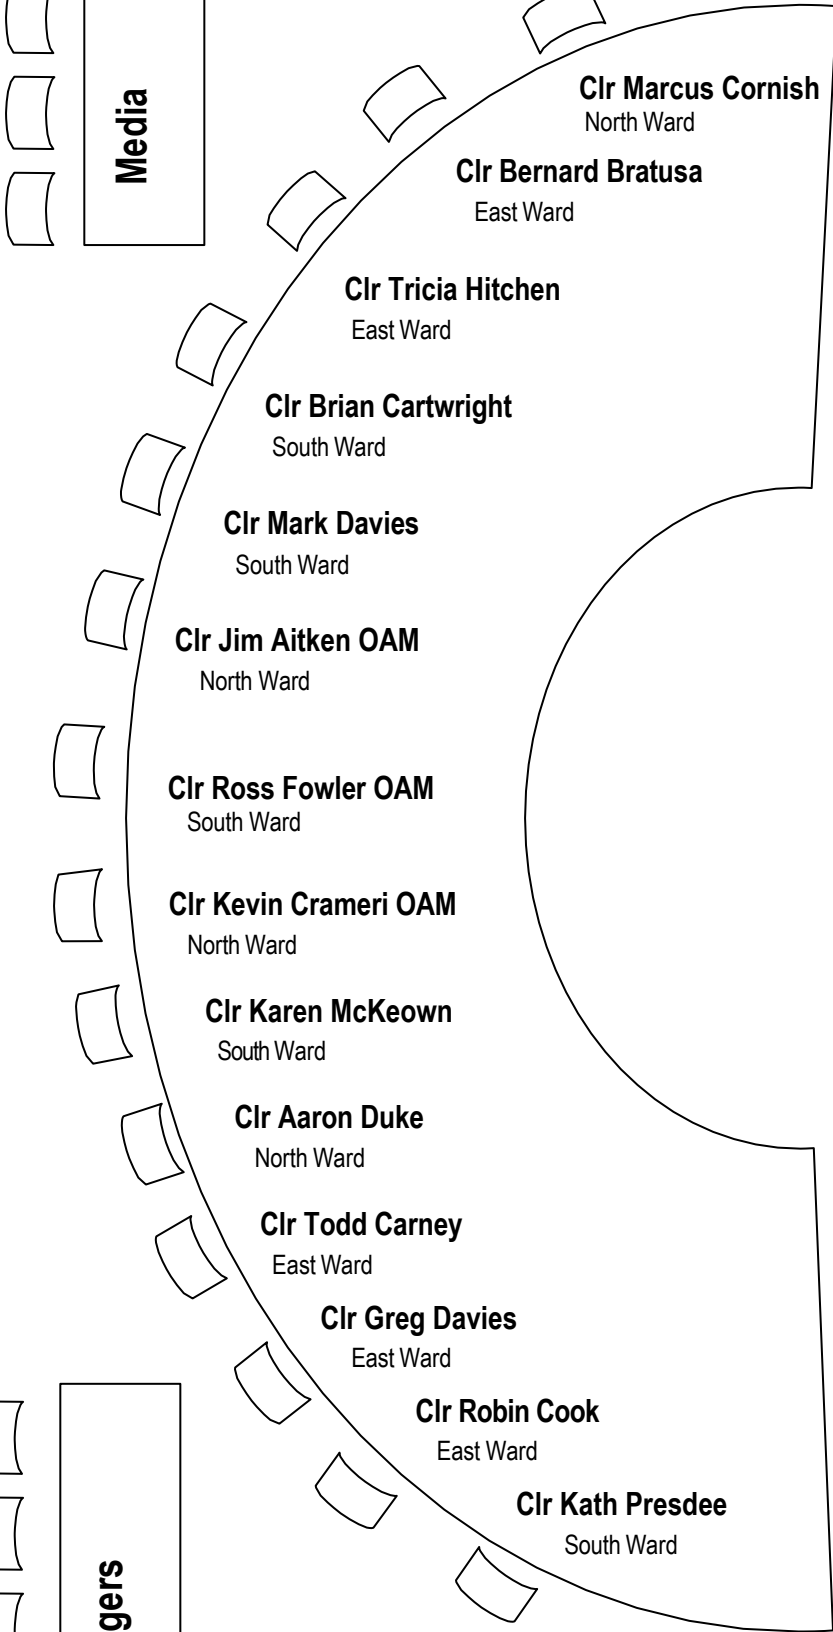 Media
Clr Marcus Cornish
North Ward
Clr Bernard Bratusa
East Ward
Clr Tricia Hitchen
East Ward
Clr Brian Cartwright
South Ward
Clr Mark Davies
South Ward
Clr Jim Aitken OAM
North Ward
Clr Ross Fowler OAM
South Ward
Clr Kevin Crameri OAM
North Ward
Clr Karen McKeown
South Ward
Clr Aaron Duke
North Ward
Clr Todd Carney
East Ward
Clr Greg Davies
East Ward
Clr Robin Cook
East Ward
Clr Kath Presdee
South Ward
gers